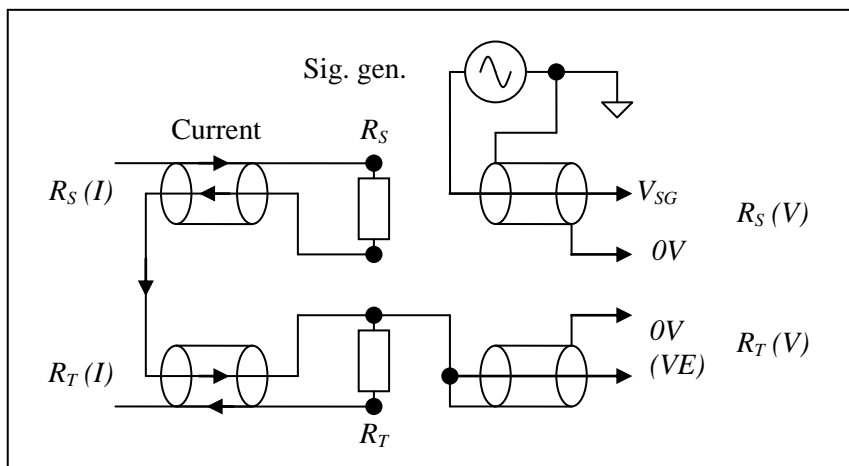 Sig. gen.
Current
R_S
R_S (I)
V_SG
R_S (V)
0V
0V
(VE)
R_T (I)
R_T (V)
R_T